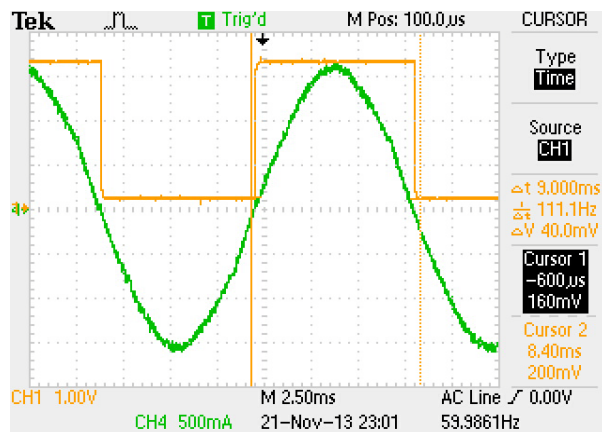 Tek T Trig'd M Pos: 100.0µs CURSOR
Type
Time
Source
CH1
Δt 9.000ms
1/Δt 111.1Hz
ΔV 40.0mV
Cursor 1
-600µs
160mV
Cursor 2
8.40ms
200mV
CH1 1.00V M 2.50ms AC Line 0.00V
CH4 500mA 21-Nov-13 23:01 59.9861Hz